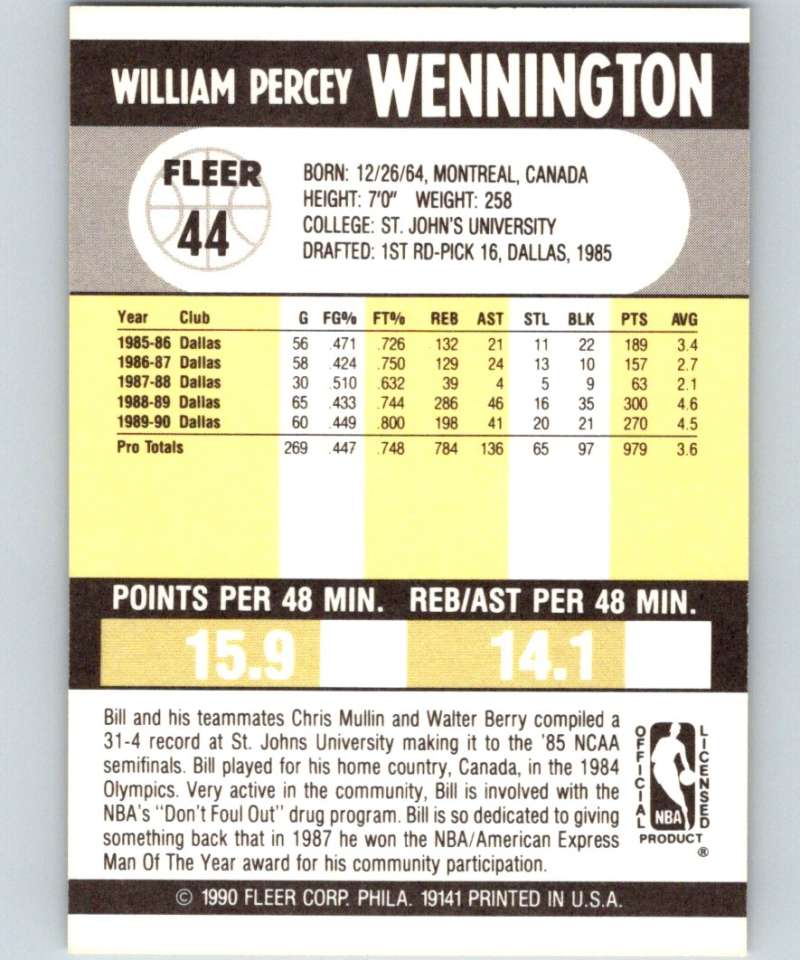 WILLIAM PERCEY WENNINGTON
FLEER
44
BORN: 12/26/64, MONTREAL, CANADA
HEIGHT: 7'0" WEIGHT: 258
COLLEGE: ST. JOHN'S UNIVERSITY
DRAFTED: 1ST RD-PICK 16, DALLAS, 1985
Year Club G FG% FT% REB AST STL BLK PTS AVG
1985-86 Dallas 56 .471 .726 132 21 11 22 189 3.4
1986-87 Dallas 58 .424 .750 129 24 13 10 157 2.7
1987-88 Dallas 30 .510 .632 39 4 5 9 63 2.1
1988-89 Dallas 65 .433 .744 286 46 16 35 300 4.6
1989-90 Dallas 60 .449 .800 198 41 20 21 270 4.5
Pro Totals 269 .447 .748 784 136 65 97 979 3.6
POINTS PER 48 MIN. REB/AST PER 48 MIN.
15.9 14.1
Bill and his teammates Chris Mullin and Walter Berry compiled a
31-4 record at St. Johns University making it to the '85 NCAA
semifinals. Bill played for his home country, Canada, in the 1984
Olympics. Very active in the community, Bill is involved with the
NBA's "Don't Foul Out" drug program. Bill is so dedicated to giving
something back that in 1987 he won the NBA/American Express
Man Of The Year award for his community participation.
OFFICIAL
LICENSED
NBA
PRODUCT
®
© 1990 FLEER CORP. PHILA. 19141 PRINTED IN U.S.A.